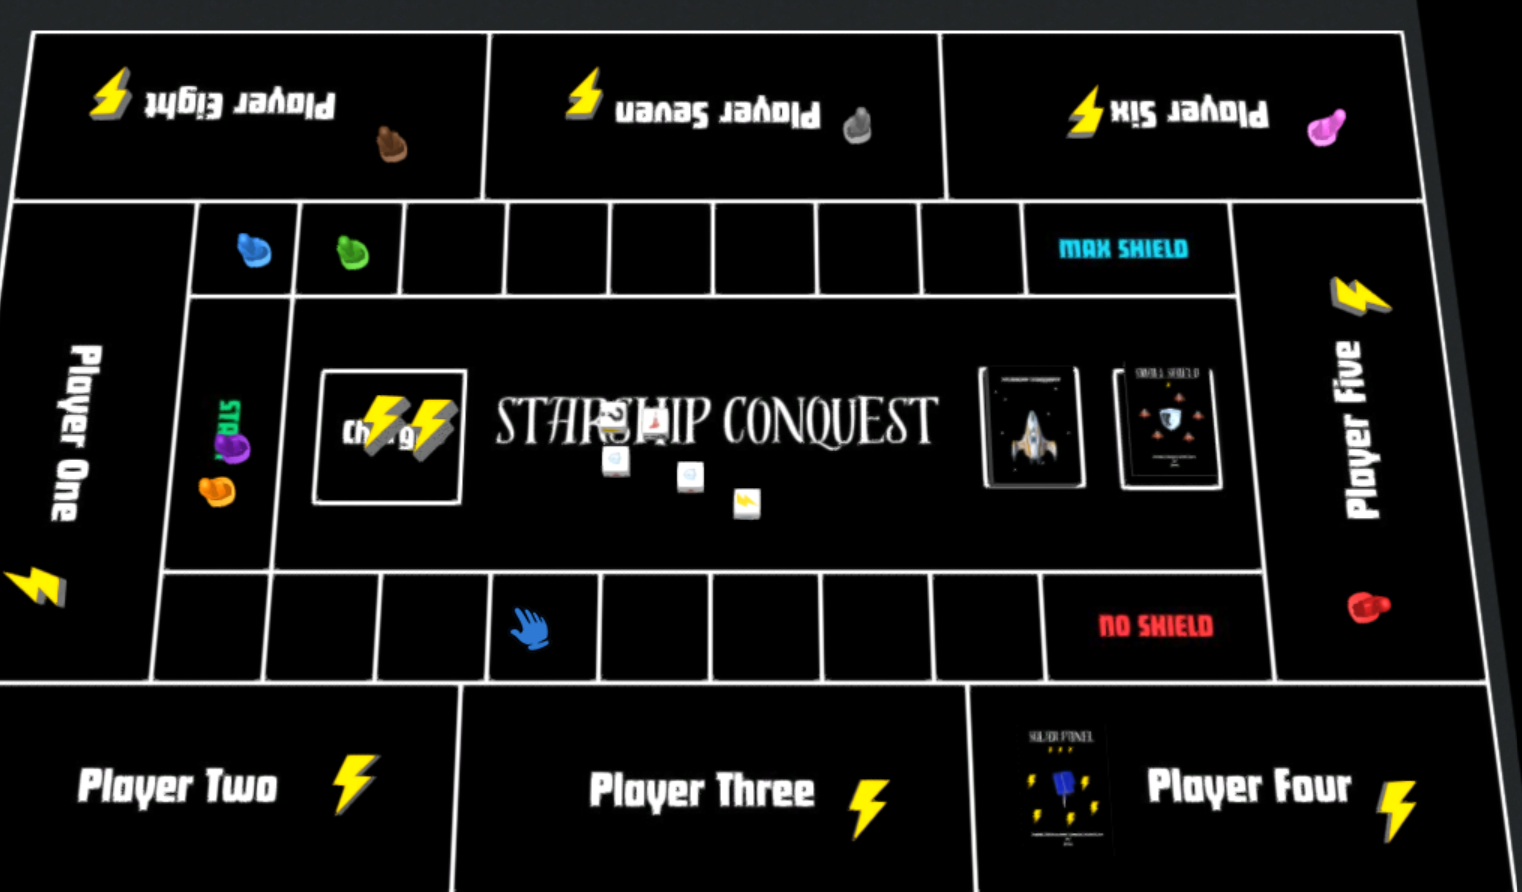 Player Eight
Player Seven
Player Six
MAX SHIELD
Player One
Player Five
STARSHIP CONQUEST
SMALL SHIELD
NO SHIELD
Player Two
Player Three
SOLAR PANEL
Player Four